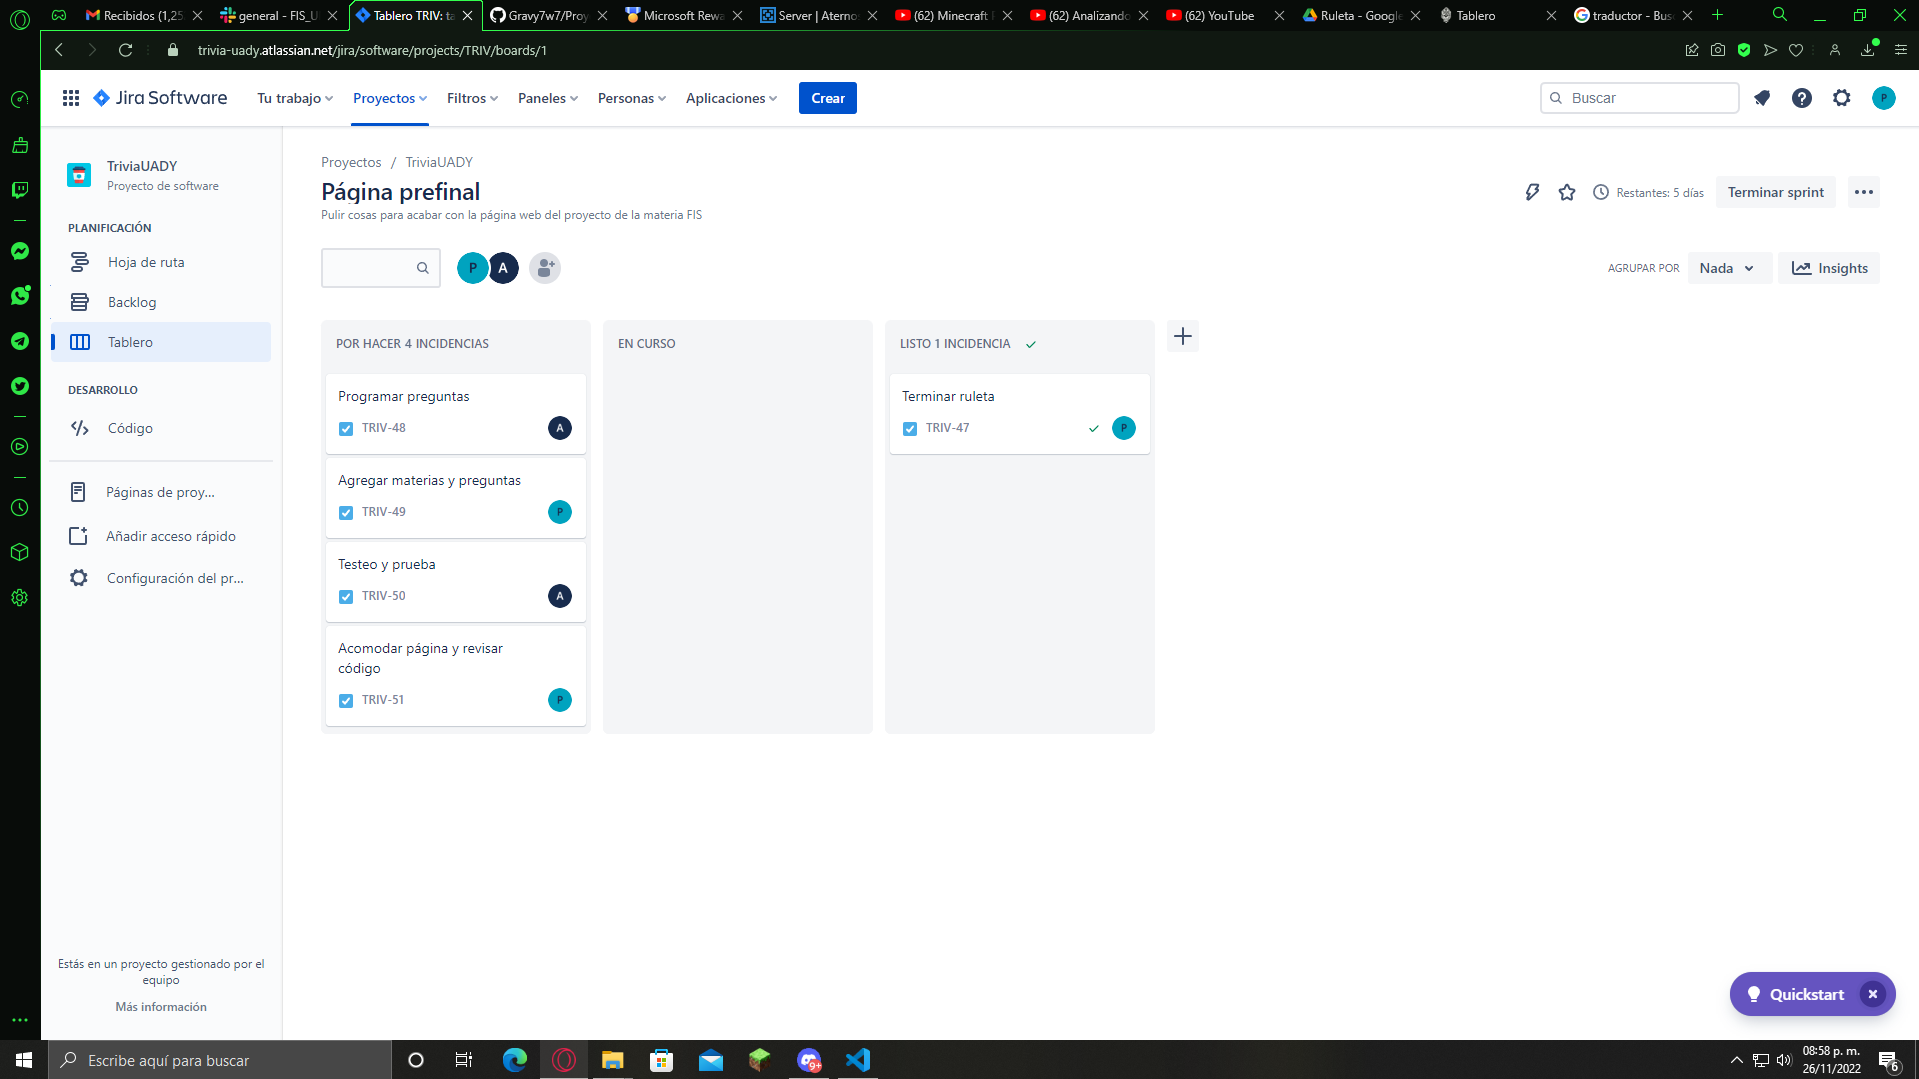 Recibidos (1,25
general - FIS_U
Tablero TRIV: ta
Gravy7w7/Proy
Microsoft Rewa
Server | Aterno
(62) Minecraft
(62) Analizando
(62) YouTube
Ruleta - Google
Tablero
traductor - Bus
trivia-uady.atlassian.net/jira/software/projects/TRIV/boards/1
Jira Software
Tu trabajo
Proyectos
Filtros
Paneles
Personas
Aplicaciones
Crear
Buscar
P
TriviaUADY
Proyecto de software
PLANIFICACIÓN
Hoja de ruta
Backlog
Tablero
DESARROLLO
Código
Páginas de proy...
Añadir acceso rápido
Configuración del pr...
Estás en un proyecto gestionado por el
equipo
Más información
Proyectos / TriviaUADY
Página prefinal
Pulir cosas para acabar con la página web del proyecto de la materia FIS
Restantes: 5 días
Terminar sprint
P
A
AGRUPAR POR
Nada
Insights
POR HACER 4 INCIDENCIAS
Programar preguntas
TRIV-48
A
Agregar materias y preguntas
TRIV-49
P
Testeo y prueba
TRIV-50
A
Acomodar página y revisar
código
TRIV-51
P
EN CURSO
LISTO 1 INCIDENCIA
Terminar ruleta
TRIV-47
P
Quickstart
Escribe aquí para buscar
9+
08:58 p. m.
26/11/2022
6